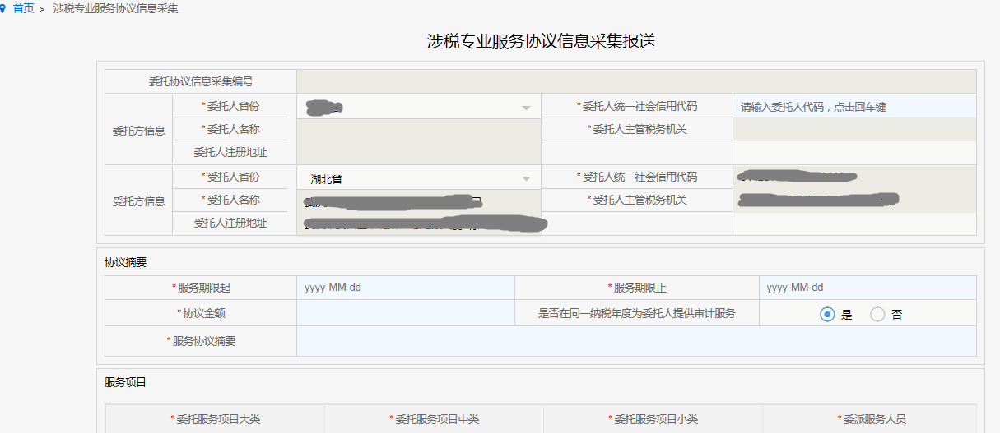 首页 > 涉税专业服务协议信息采集
涉税专业服务协议信息采集报送
委托协议信息采集编号
委托方信息
*委托人省份
*委托人统一社会信用代码 请输入委托人代码，点击回车键
*委托人名称 *委托人主管税务机关
委托人注册地址
受托方信息
*受托人省份 湖北省 *受托人统一社会信用代码
*受托人名称 *受托人主管税务机关
受托人注册地址
协议摘要
*服务期限起 yyyy-MM-dd *服务期限止 yyyy-MM-dd
*协议金额 是否在同一纳税年度为委托人提供审计服务 是 否
*服务协议摘要
服务项目
*委托服务项目大类 *委托服务项目中类 *委托服务项目小类 *委派服务人员